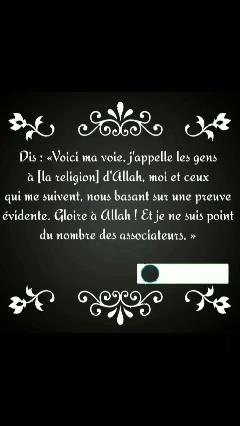 Dis : «Voici ma voie, j'appelle les gens
à [la religion] d'Allah, moi et ceux
qui me suivent, nous basant sur une preuve
évidente. Gloire à Allah ! Et je ne suis point
du nombre des associateurs. »